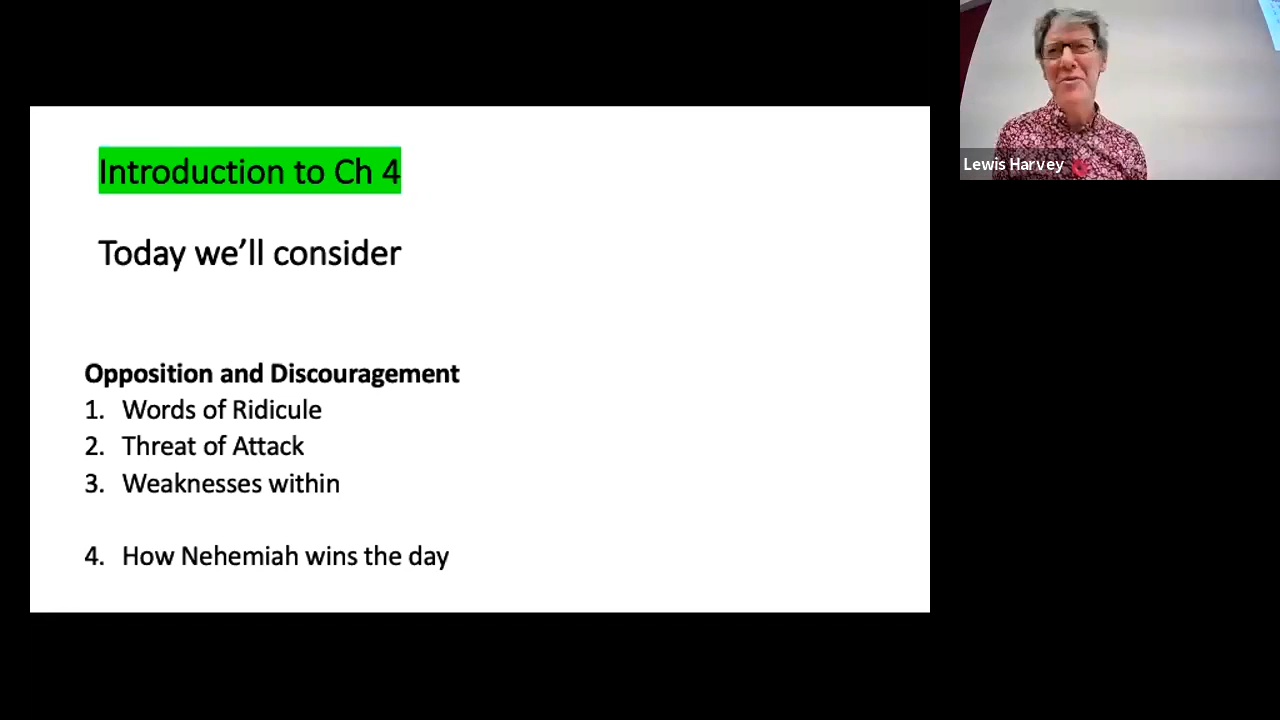 Introduction to Ch 4
Today we’ll consider
Opposition and Discouragement
1. Words of Ridicule
2. Threat of Attack
3. Weaknesses within
4. How Nehemiah wins the day
Lewis Harvey